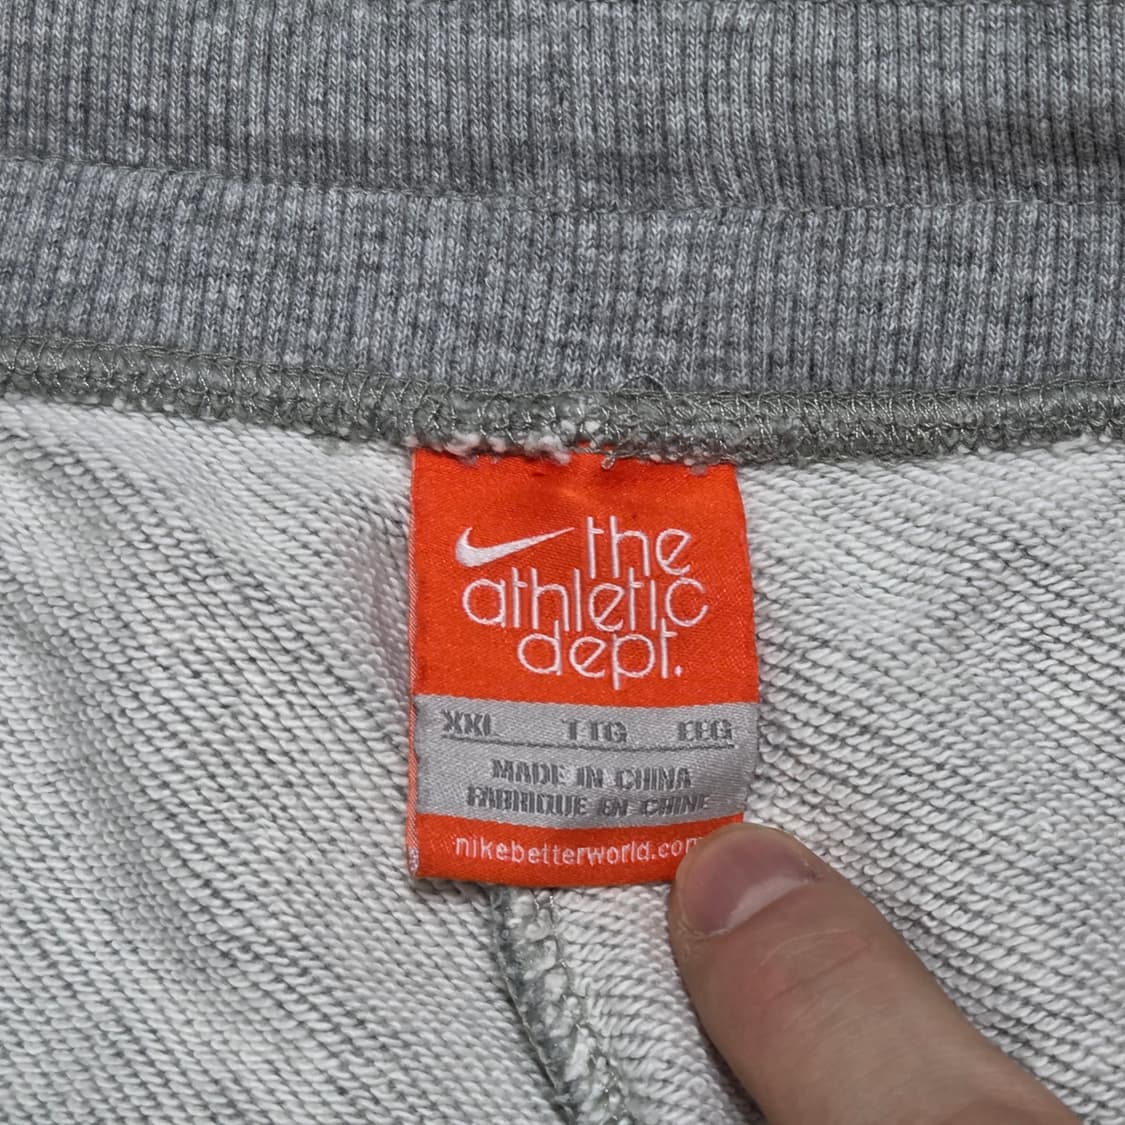 the
athletic
dept.
XXL TTG EEG
MADE IN CHINA
FABRIQUE EN CHINE
nikebetterworld.com